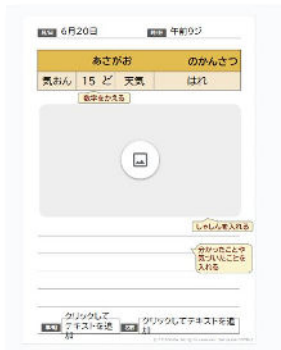 6月20日 午前9ジ
あさがお のかんさつ
気おん 15 ど 天気 はれ
数字をかえる
しゃしんを入れる
分かったことや
気づいたことを
入れる
クリックして
テキストを追
加
クリックしてテキストを追
加